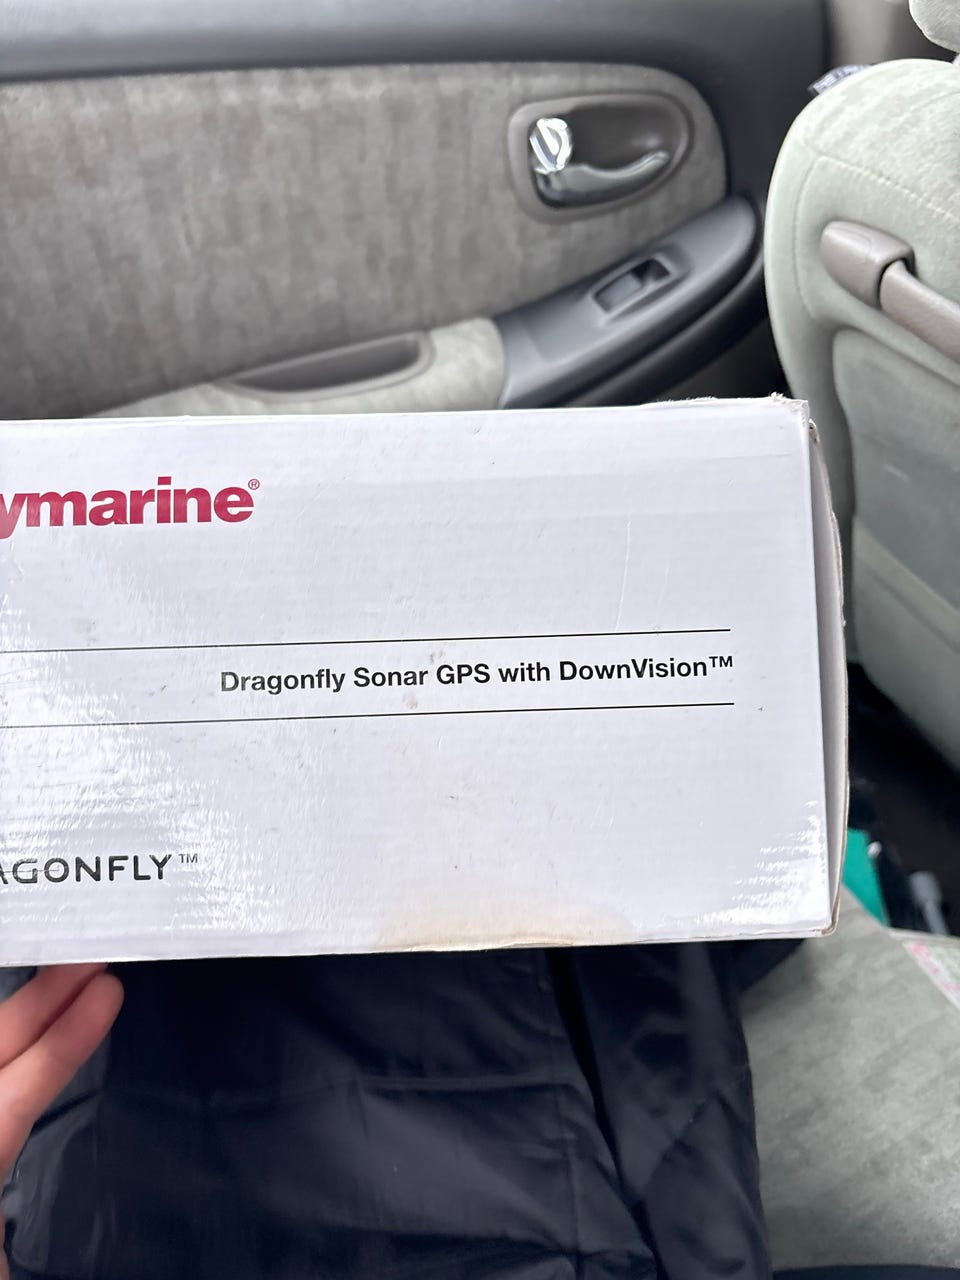 ymarine®
Dragonfly Sonar GPS with DownVision™
AGONFLY™